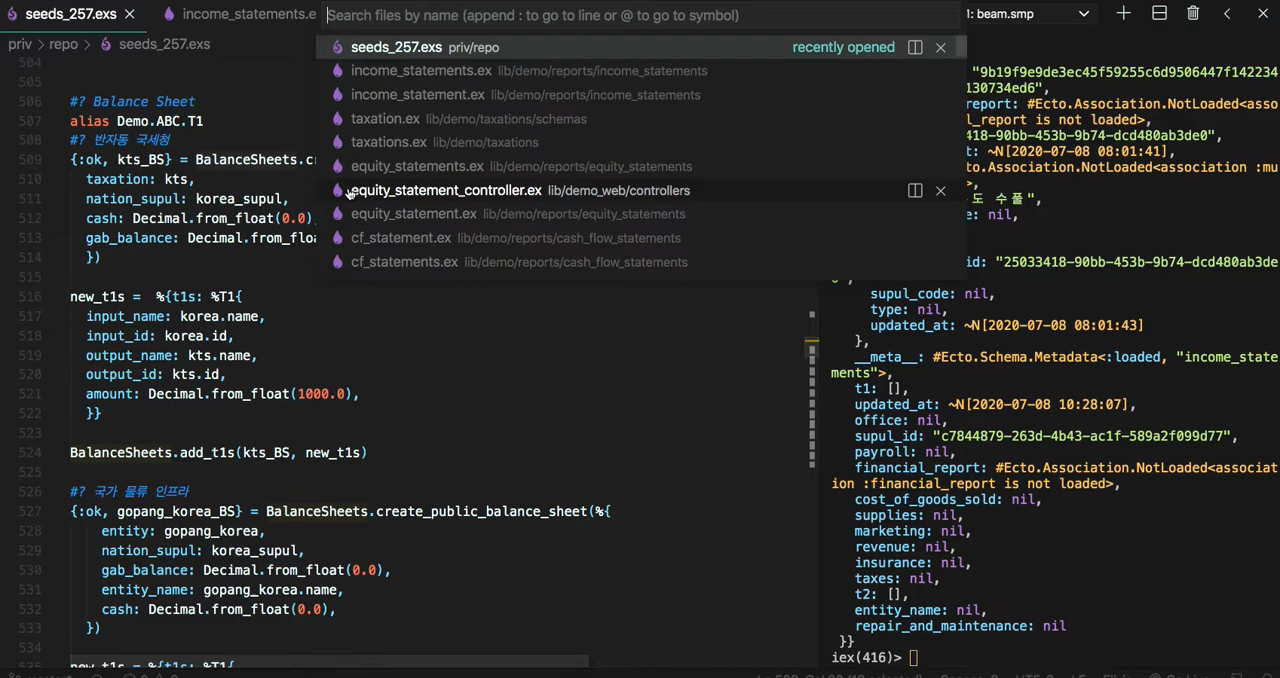 seeds_257.exs
income_statements.e
Search files by name (append : to go to line or @ to go to symbol)
1: beam.smp
priv > repo > seeds_257.exs
seeds_257.exs priv/repo
recently opened
income_statements.ex lib/demo/reports/income_statements
income_statement.ex lib/demo/reports/income_statements
taxation.ex lib/demo/taxations/schemas
taxations.ex lib/demo/taxations
equity_statements.ex lib/demo/reports/equity_statements
equity_statement_controller.ex lib/demo_web/controllers
equity_statement.ex lib/demo/reports/equity_statements
cf_statement.ex lib/demo/reports/cash_flow_statements
cf_statements.ex lib/demo/reports/cash_flow_statements
504
505
506 #? Balance Sheet
507 alias Demo.ABC.T1
508 #? 반자동 국세청
509 {:ok, kts_BS} = BalanceSheets.cr
510 taxation: kts,
511 nation_supul: korea_supul,
512 cash: Decimal.from_float(0.0),
513 gab_balance: Decimal.from_floa
514 })
515
516 new_t1s = %{t1s: %T1{
517 input_name: korea.name,
518 input_id: korea.id,
519 output_name: kts.name,
520 output_id: kts.id,
521 amount: Decimal.from_float(1000.0),
522 }}
523
524 BalanceSheets.add_t1s(kts_BS, new_t1s)
525
526 #? 국가 물류 인프라
527 {:ok, gopang_korea_BS} = BalanceSheets.create_public_balance_sheet(%{
528 entity: gopang_korea,
529 nation_supul: korea_supul,
530 gab_balance: Decimal.from_float(0.0),
531 entity_name: gopang_korea.name,
532 cash: Decimal.from_float(0.0),
533 })
534
535 new_t1s = %{t1s: %T1{
"9b19f9e9de3ec45f59255c6d9506447f142234
130734ed6",
report: #Ecto.Association.NotLoaded<asso
l_report is not loaded>,
418-90bb-453b-9b74-dcd480ab3de0",
t: ~N[2020-07-08 08:01:41],
to.Association.NotLoaded<association :mu
>,
도 수풀",
e: nil,
id: "25033418-90bb-453b-9b74-dcd480ab3de
0",
supul_code: nil,
type: nil,
updated_at: ~N[2020-07-08 08:01:43]
},
__meta__: #Ecto.Schema.Metadata<:loaded, "income_state
ments">,
t1: [],
updated_at: ~N[2020-07-08 10:28:07],
office: nil,
supul_id: "c7844879-263d-4b43-ac1f-589a2f099d77",
payroll: nil,
financial_report: #Ecto.Association.NotLoaded<associat
ion :financial_report is not loaded>,
cost_of_goods_sold: nil,
supplies: nil,
marketing: nil,
revenue: nil,
insurance: nil,
taxes: nil,
t2: [],
entity_name: nil,
repair_and_maintenance: nil
}}
iex(416)>